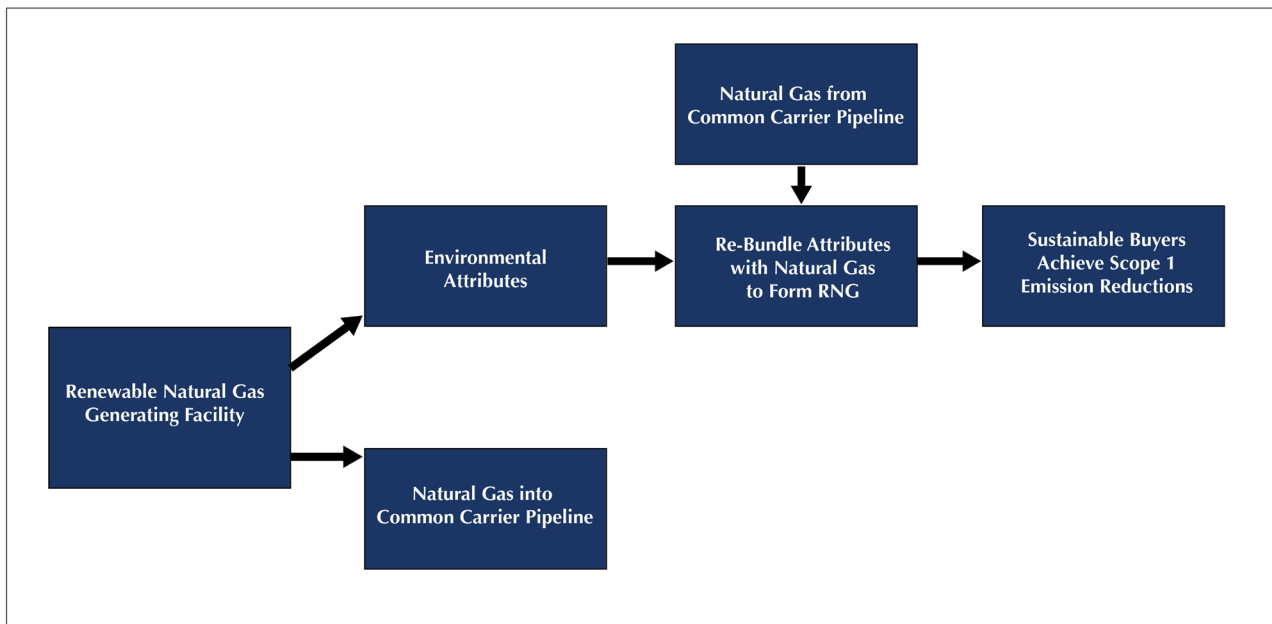 Natural Gas from
Common Carrier Pipeline
Environmental
Attributes
Re-Bundle Attributes
with Natural Gas
to Form RNG
Sustainable Buyers
Achieve Scope 1
Emission Reductions
Renewable Natural Gas
Generating Facility
Natural Gas into
Common Carrier Pipeline